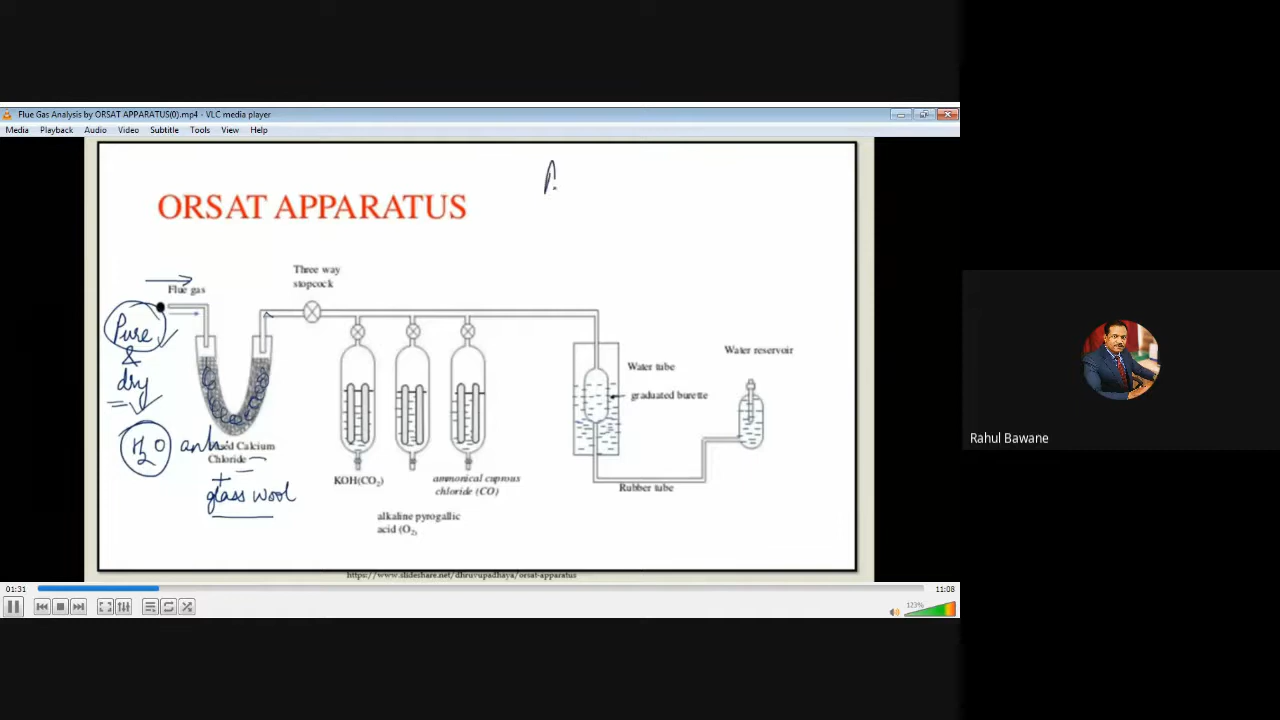 Flue Gas Analysis by ORSAT APPARATUS(0).mp4 - VLC media player
Media Playback Audio Video Subtitle Tools View Help
ORSAT APPARATUS
Three way
stopcock
Flue gas
Pure
&
dry
H2O
anh
Calcium
Chloride
+
glass wool
KOH(CO2)
ammonical cuprous
chloride (CO)
alkaline pyrogallic
acid (O2)
Water tube
graduated burette
Rubber tube
Water reservoir
https://www.slideshare.net/dhruvupadhaya/orsat-apparatus
01:31
11:08
123%
Rahul Bawane